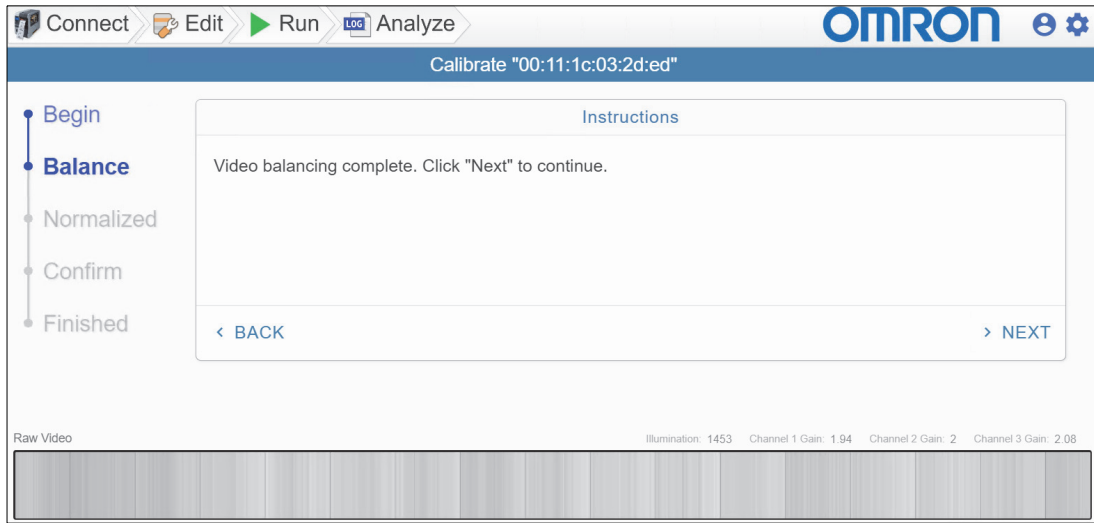 Connect Edit Run LOG Analyze OMRON
Calibrate "00:11:1c:03:2d:ed"
Begin
Balance
Normalized
Confirm
Finished
Instructions
Video balancing complete. Click "Next" to continue.
< BACK > NEXT
Raw Video Illumination: 1453 Channel 1 Gain: 1.94 Channel 2 Gain: 2 Channel 3 Gain: 2.08